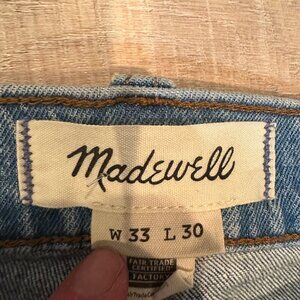 Madewell
W 33 L 30
FAIR TRADE
CERTIFIED
FACTORY